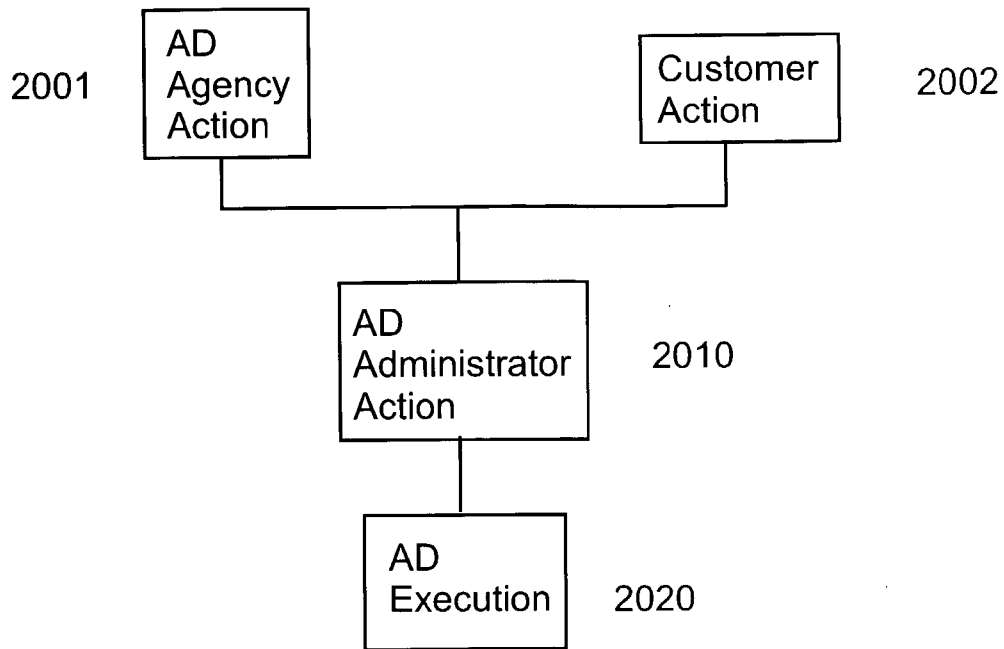 2001
AD
Agency
Action
Customer
Action
2002
AD
Administrator
Action
2010
AD
Execution
2020